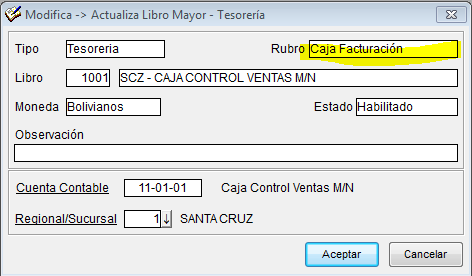 Modifica -> Actualiza Libro Mayor - Tesorería
Tipo Tesoreria Rubro Caja Facturación
Libro 1001 SCZ - CAJA CONTROL VENTAS M/N
Moneda Bolivianos Estado Habilitado
Observación
Cuenta Contable 11-01-01 Caja Control Ventas M/N
Regional/Sucursal 1 SANTA CRUZ
Aceptar Cancelar